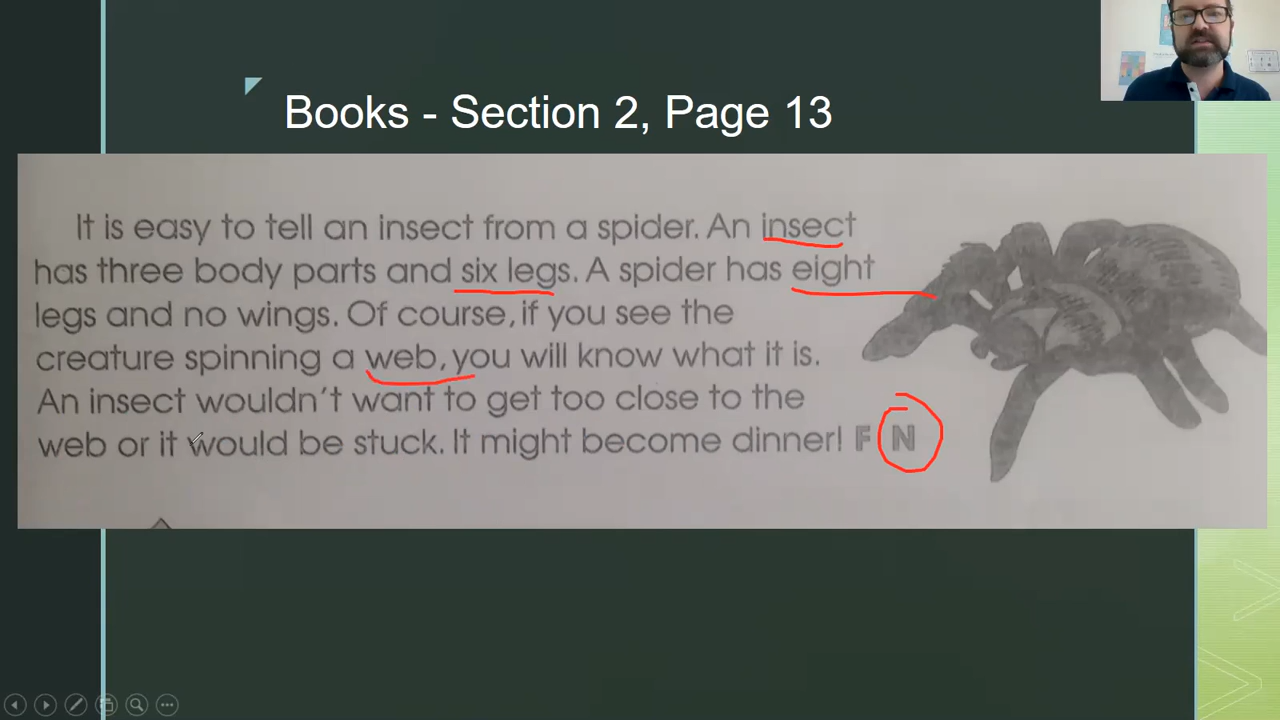 Books - Section 2, Page 13
It is easy to tell an insect from a spider. An insect
has three body parts and six legs. A spider has eight
legs and no wings. Of course, if you see the
creature spinning a web, you will know what it is.
An insect wouldn't want to get too close to the
web or it would be stuck. It might become dinner! F N